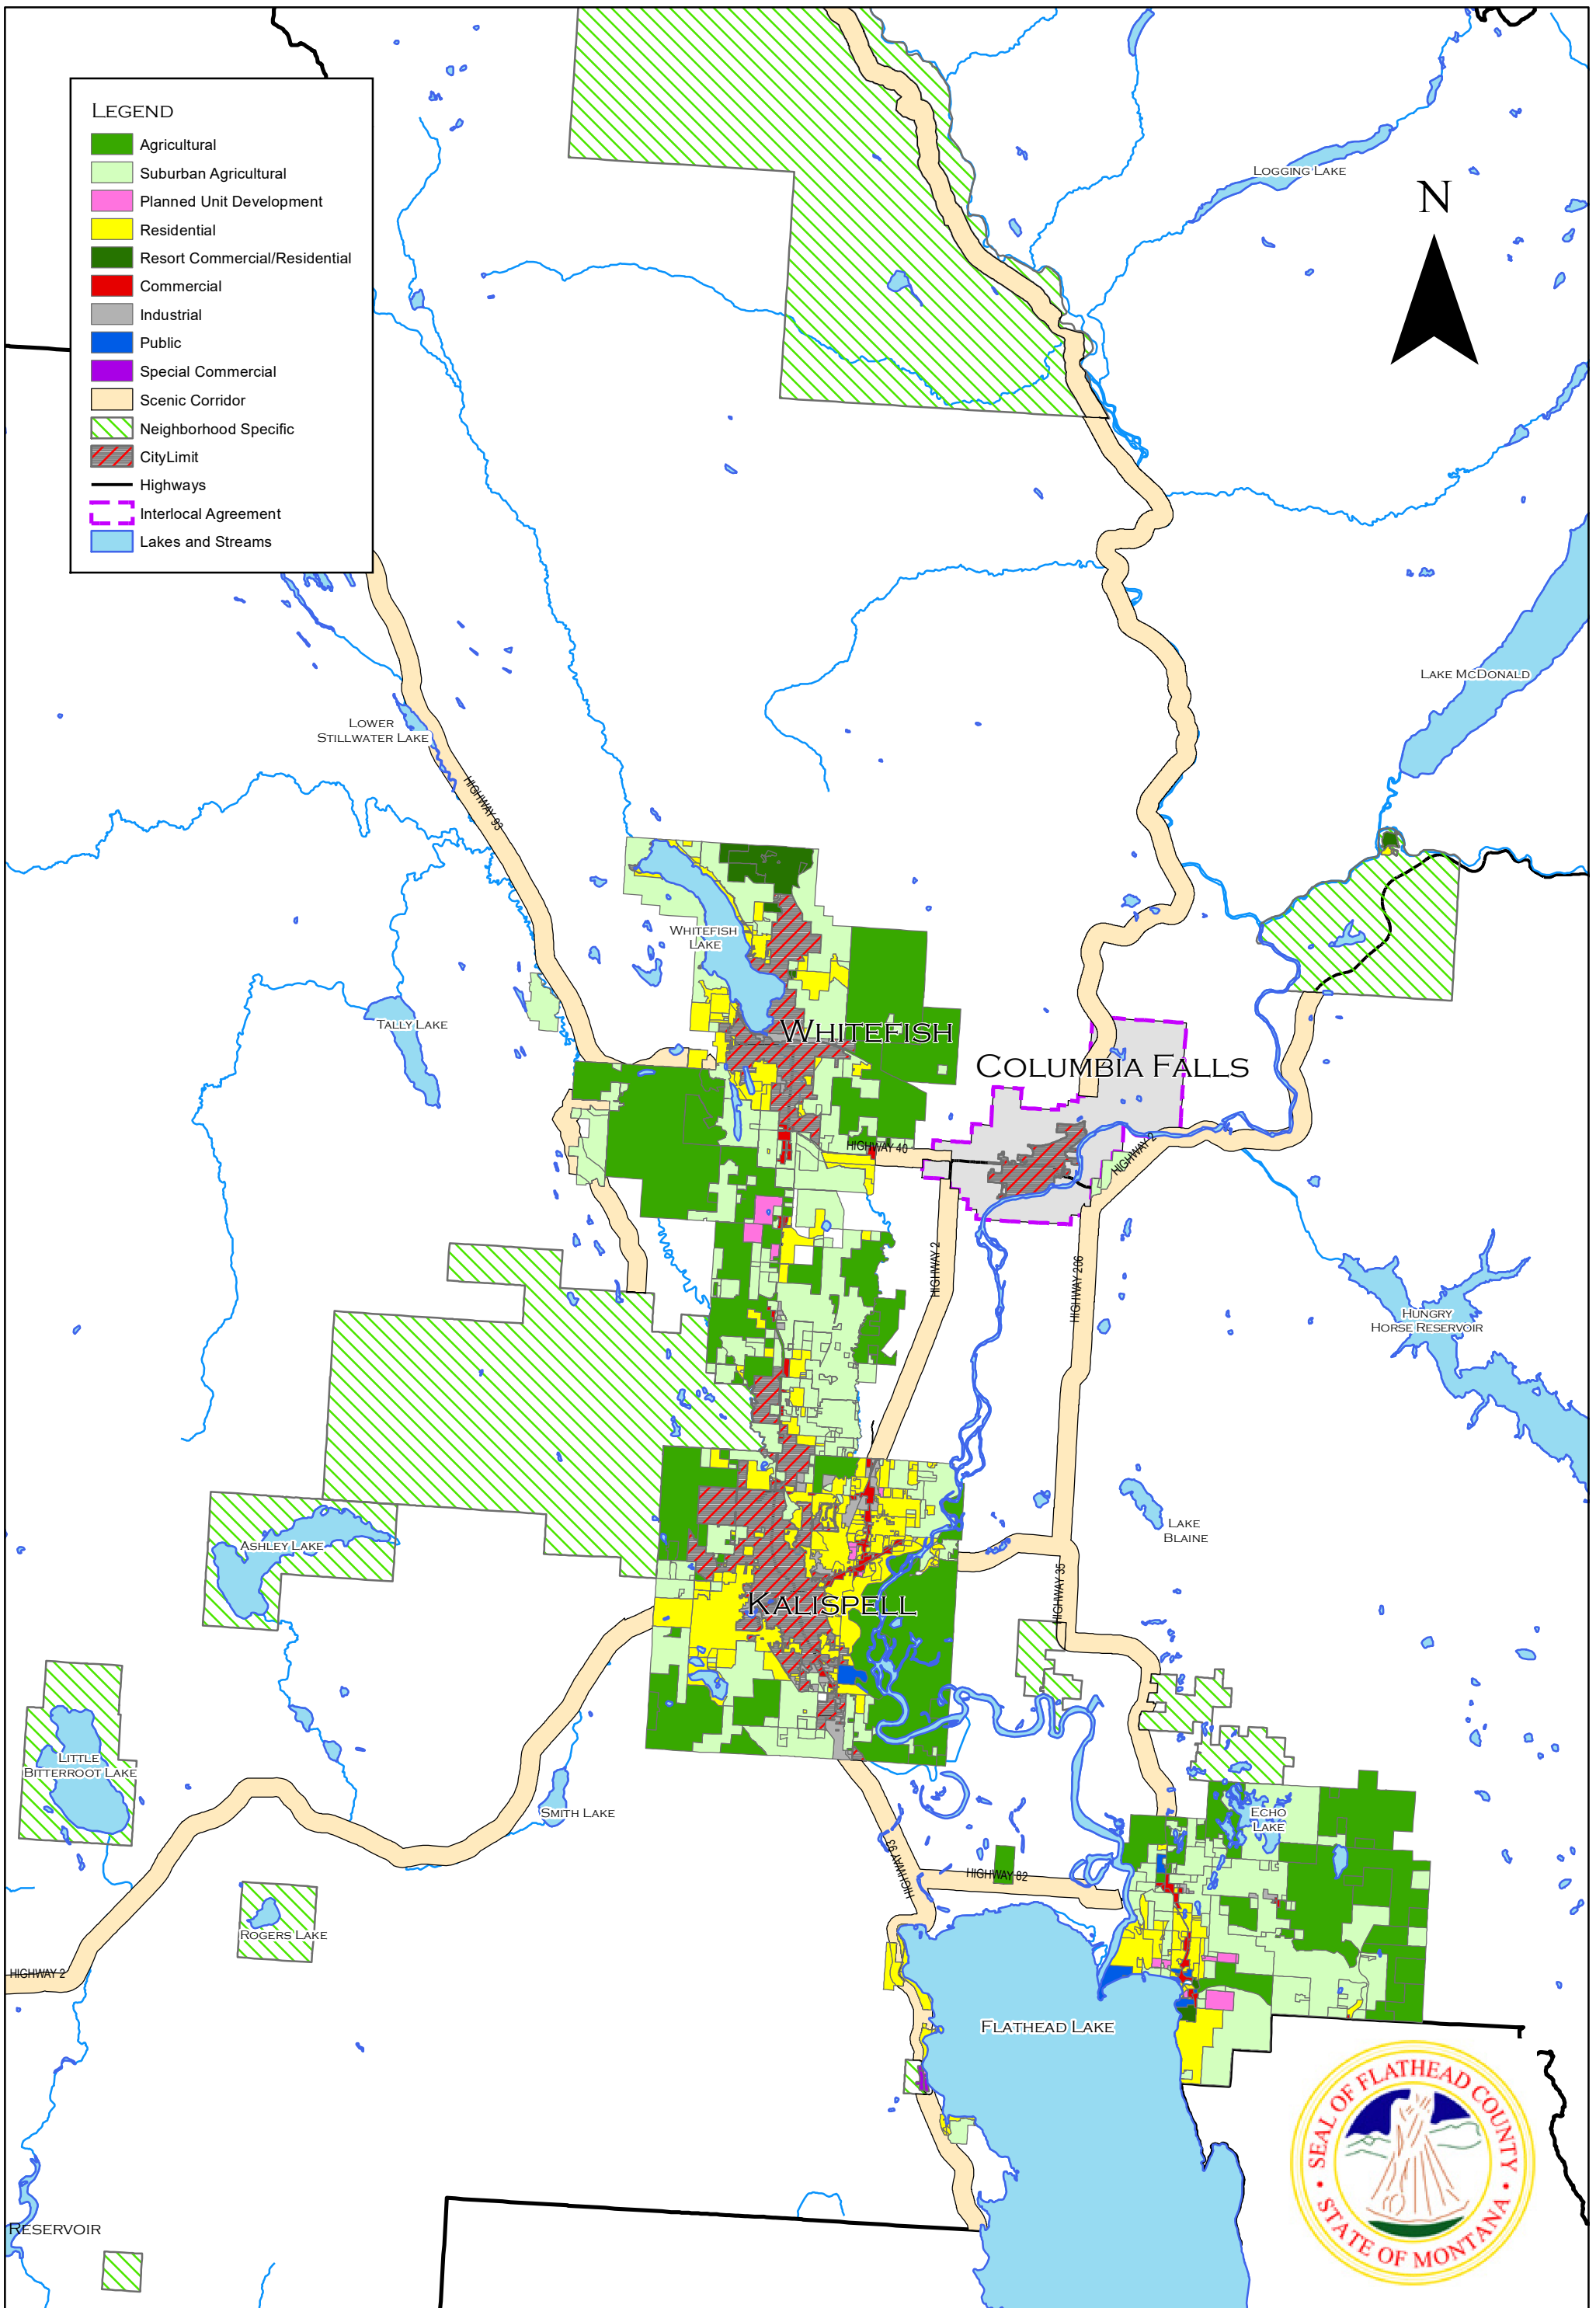 LEGEND
Agricultural
Suburban Agricultural
Planned Unit Development
Residential
Resort Commercial/Residential
Commercial
Industrial
Public
Special Commercial
Scenic Corridor
Neighborhood Specific
CityLimit
Highways
Interlocal Agreement
Lakes and Streams
LOGGING LAKE
N
LAKE MCDONALD
LOWER
STILLWATER LAKE
HIGHWAY 93
WHITEFISH
LAKE
TALLY LAKE
WHITEFISH
COLUMBIA FALLS
HIGHWAY 40
HIGHWAY 2
HIGHWAY 2
HIGHWAY 206
HUNGRY
HORSE RESERVOIR
LAKE
BLAINE
ASHLEY LAKE
HIGHWAY 35
KALISPELL
LITTLE
BITTERROOT LAKE
SMITH LAKE
ECHO
LAKE
HIGHWAY 93
HIGHWAY 82
ROGERS LAKE
HIGHWAY 2
FLATHEAD LAKE
RESERVOIR
SEAL OF FLATHEAD COUNTY
STATE OF MONTANA